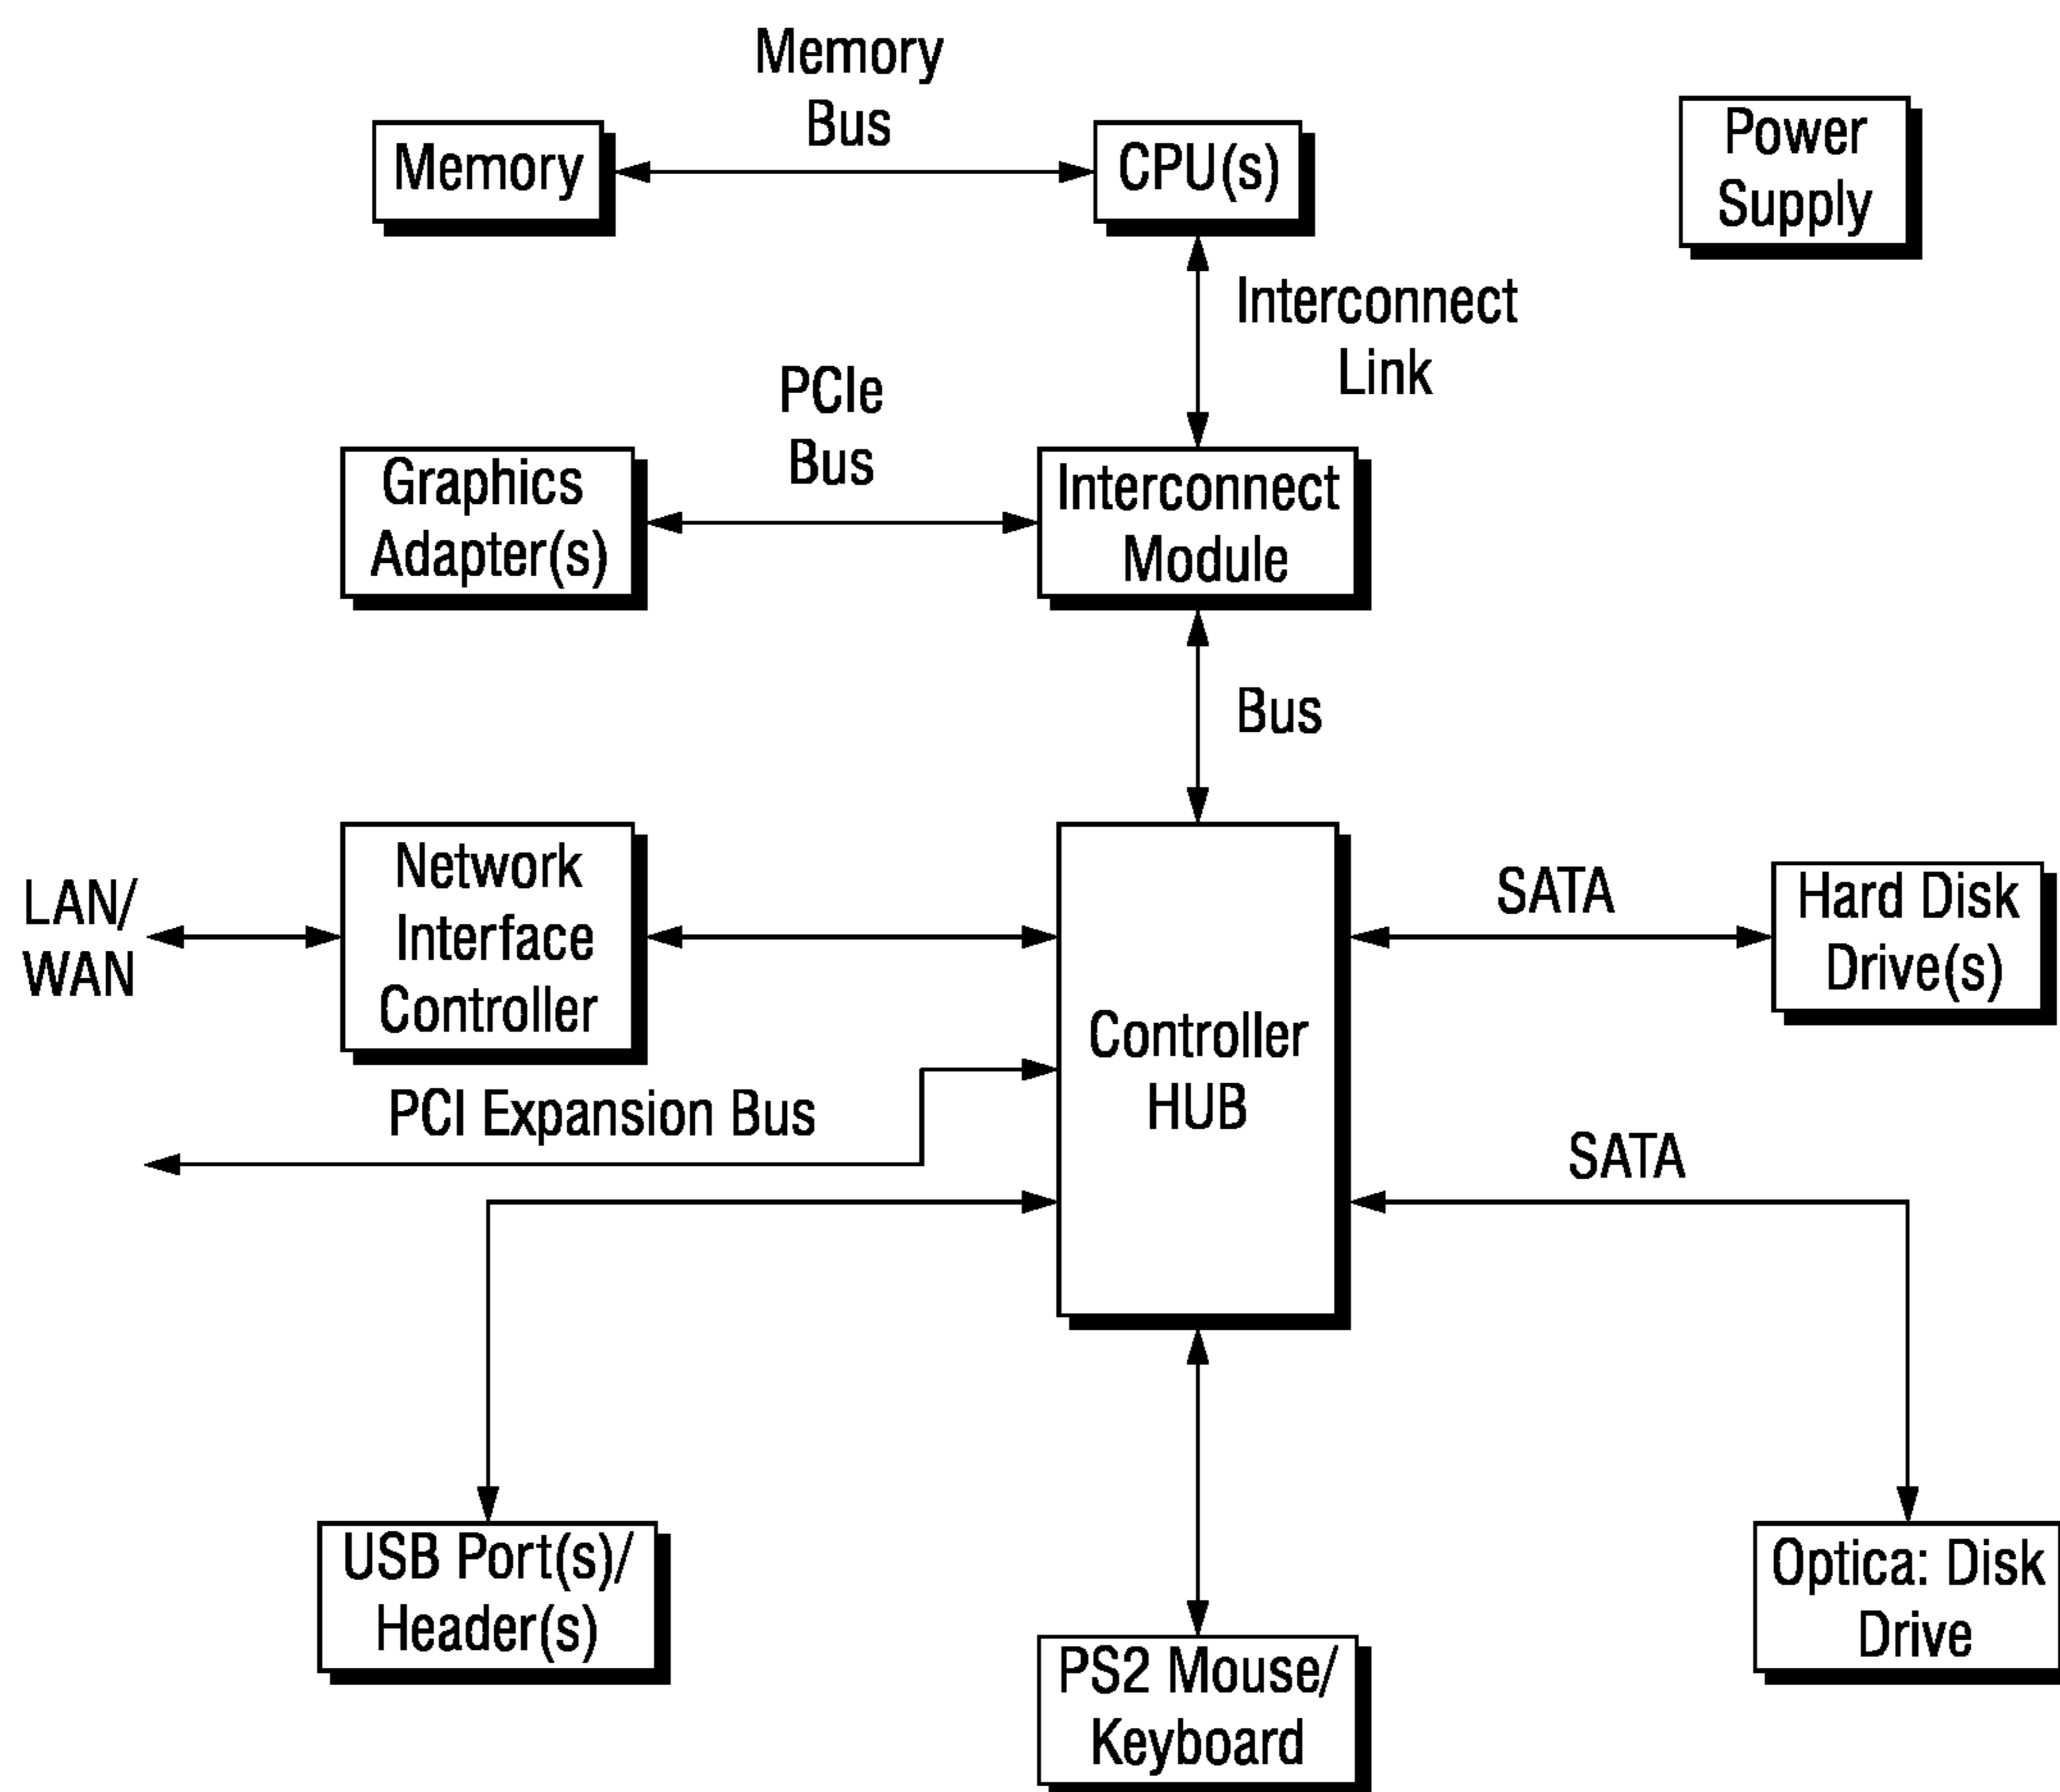 Memory
Bus
Memory
CPU(s)
Power
Supply
Interconnect
Link
PCIe
Bus
Graphics
Adapter(s)
Interconnect
Module
Bus
LAN/
WAN
Network
Interface
Controller
Controller
HUB
SATA
Hard Disk
Drive(s)
PCI Expansion Bus
SATA
USB Port(s)/
Header(s)
PS2 Mouse/
Keyboard
Optica: Disk
Drive